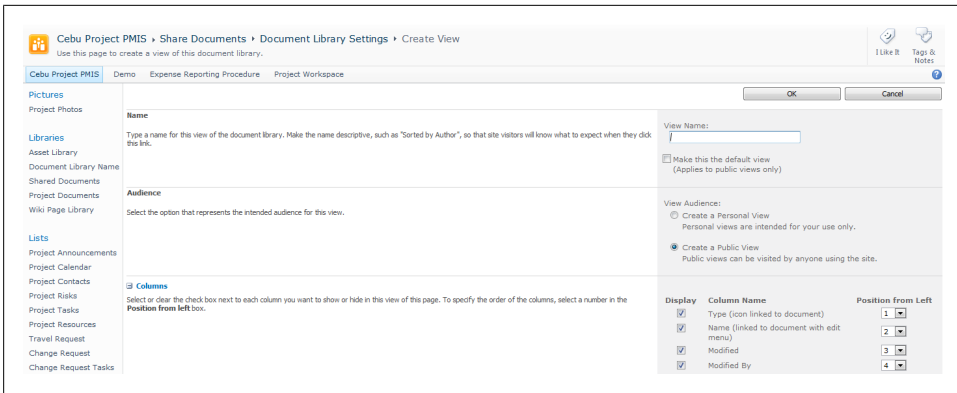 Cebu Project PMIS ▸ Share Documents ▸ Document Library Settings ▸ Create View
Use this page to create a view of this document library.
I Like It
Tags & Notes
Cebu Project PMIS Demo Expense Reporting Procedure Project Workspace
Pictures
Project Photos
Libraries
Asset Library
Document Library Name
Shared Documents
Project Documents
Wiki Page Library
Lists
Project Announcements
Project Calendar
Project Contacts
Project Risks
Project Tasks
Project Resources
Travel Request
Change Request
Change Request Tasks
OK Cancel
Name
Type a name for this view of the document library. Make the name descriptive, such as "Sorted by Author", so that site visitors will know what to expect when they click
this link.
View Name:
Make this the default view
(Applies to public views only)
Audience
Select the option that represents the intended audience for this view.
View Audience:
Create a Personal View
Personal views are intended for your use only.
Create a Public View
Public views can be visited by anyone using the site.
Columns
Select or clear the check box next to each column you want to show or hide in this view of this page. To specify the order of the columns, select a number in the
Position from left box.
Display Column Name Position from Left
Type (icon linked to document) 1
Name (linked to document with edit
menu) 2
Modified 3
Modified By 4